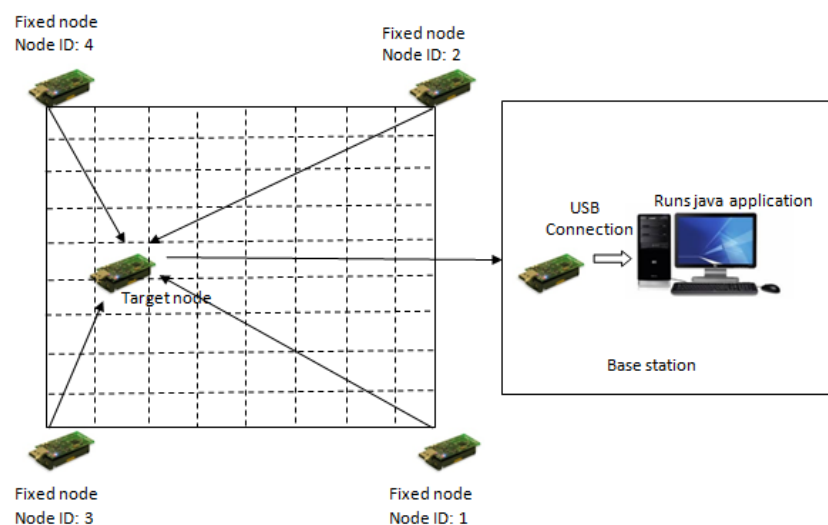 Fixed node
Node ID: 4
Fixed node
Node ID: 2
Target node
USB
Connection
Runs java application
Base station
Fixed node
Node ID: 3
Fixed node
Node ID: 1